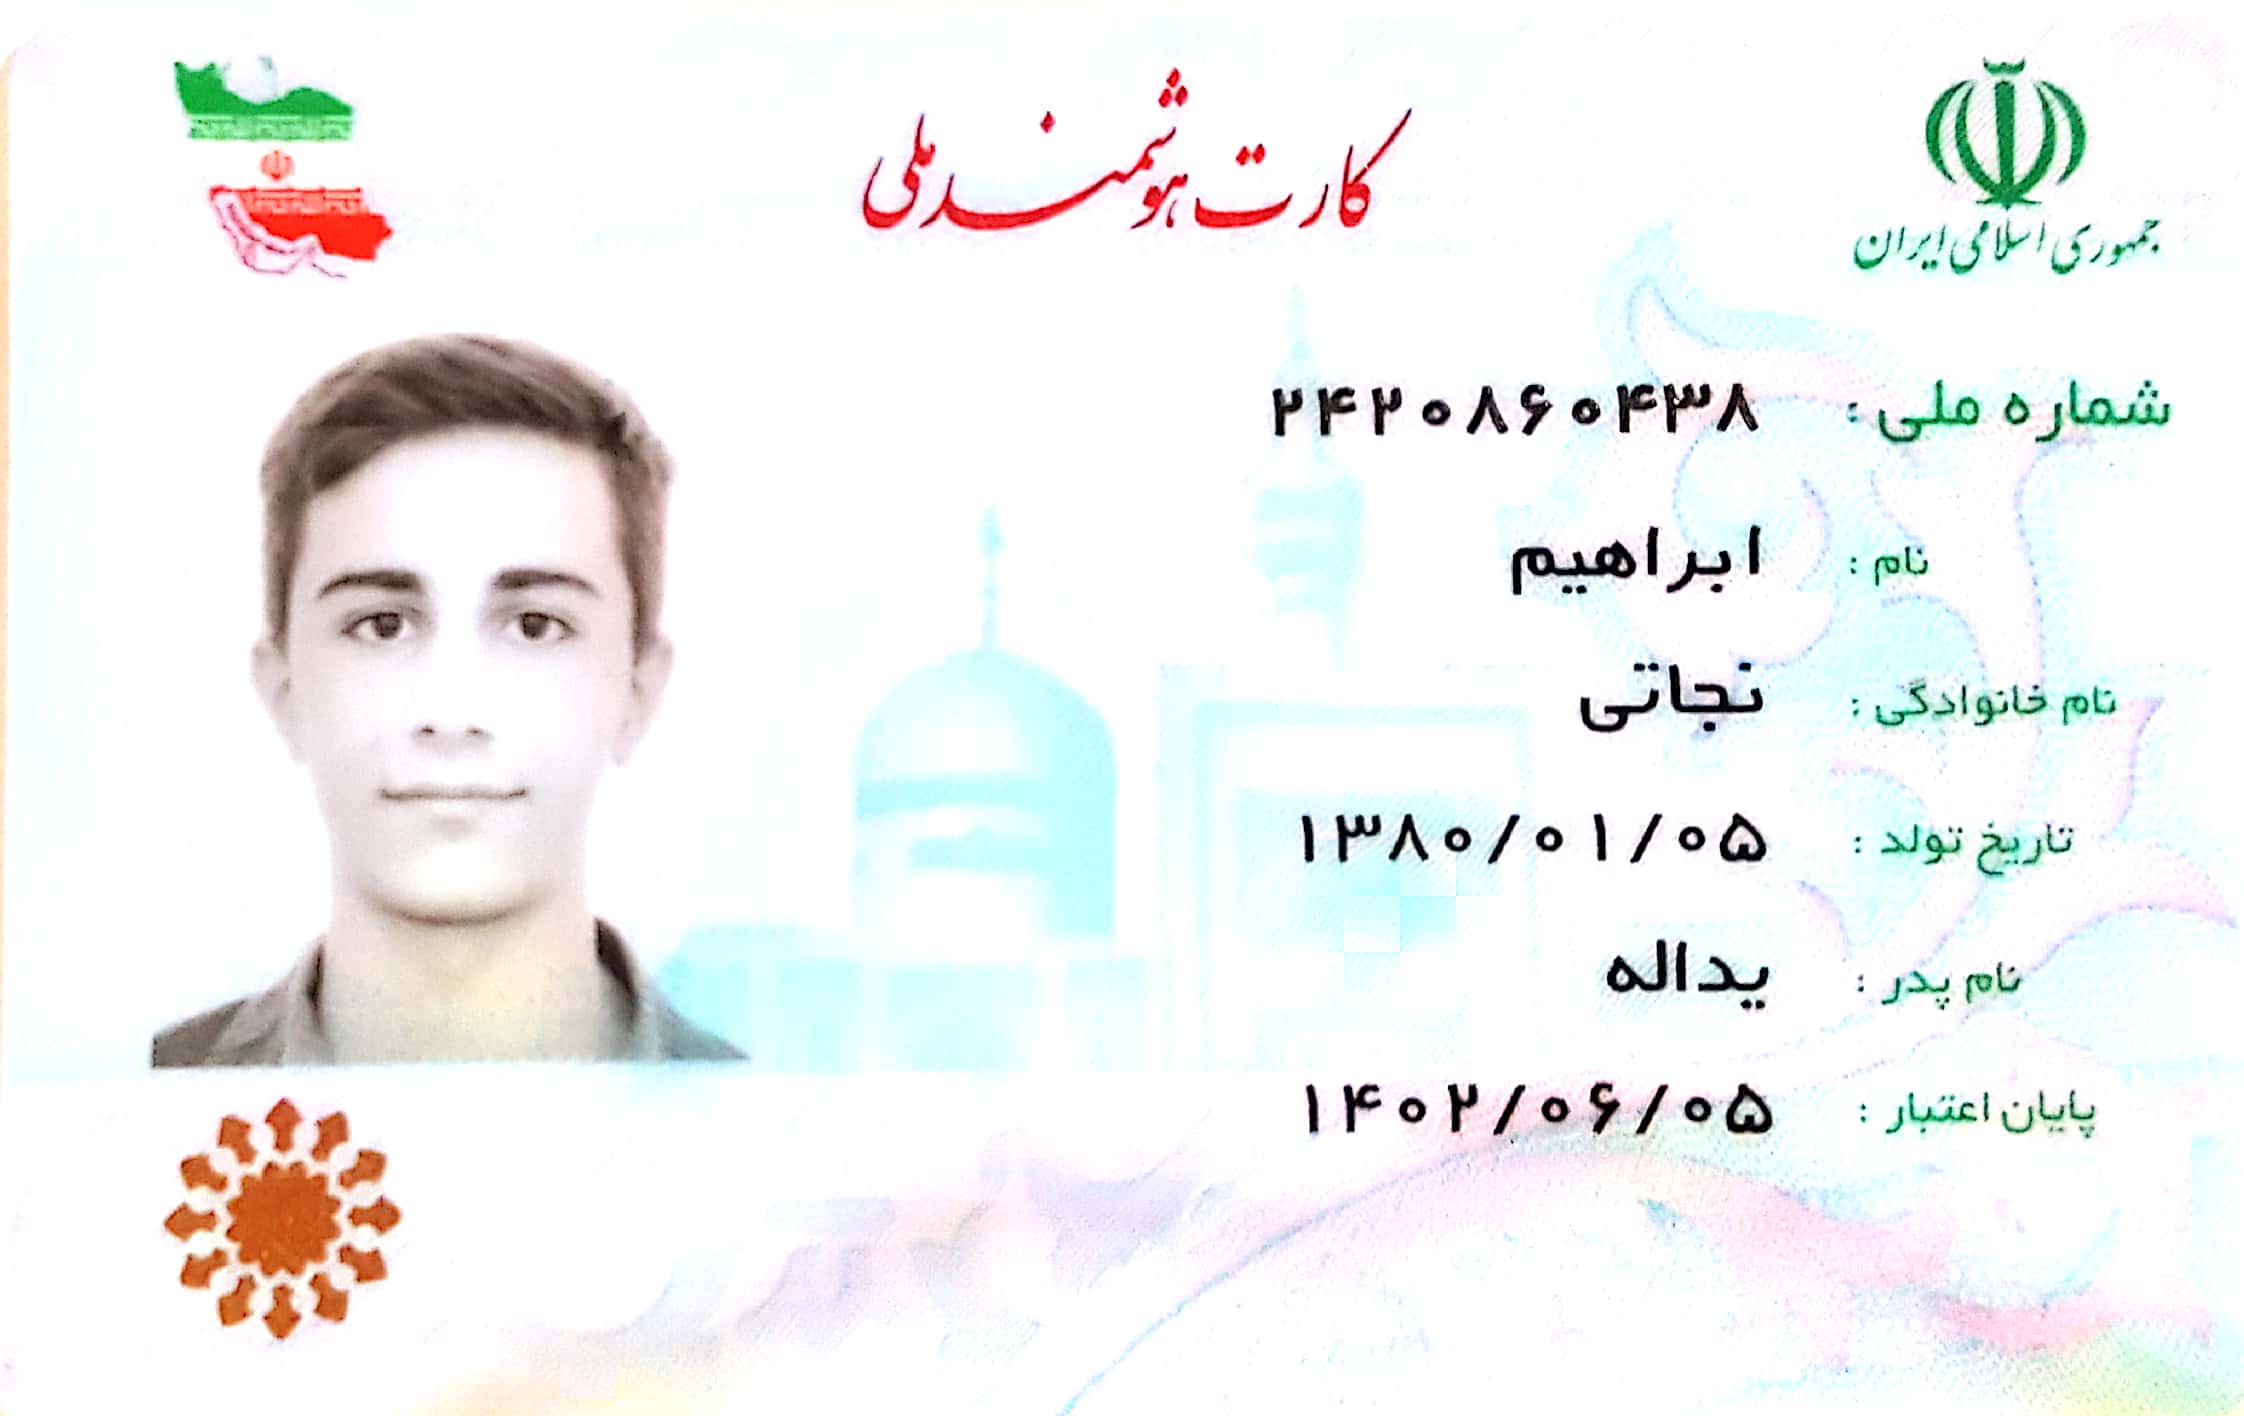 کارت هوشمند ملی
جمهوری اسلامی ایران
شماره ملی : ۲۴۲۰۸۶۰۴۳۸
نام : ابراهیم
نام خانوادگی : نجاتی
تاریخ تولد : ۱۳۸۰/۰۱/۰۵
نام پدر : یداله
پایان اعتبار : ۱۴۰۲/۰۶/۰۵